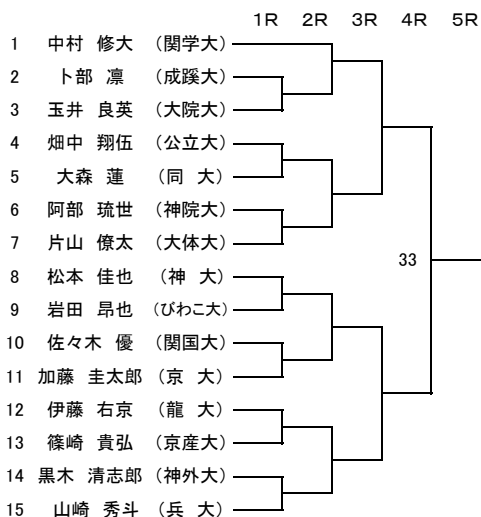 1R 2R 3R 4R 5R
1 中村 修大 (関学大)
2 卜部 凛 (成蹊大)
3 玉井 良英 (大院大)
4 畑中 翔伍 (公立大)
5 大森 蓮 (同 大)
6 阿部 琉世 (神院大)
7 片山 僚太 (大体大)
33
8 松本 佳也 (神 大)
9 岩田 昂也 (びわこ大)
10 佐々木 優 (関国大)
11 加藤 圭太郎 (京 大)
12 伊藤 右京 (龍 大)
13 篠崎 貴弘 (京産大)
14 黒木 清志郎 (神外大)
15 山崎 秀斗 (兵 大)